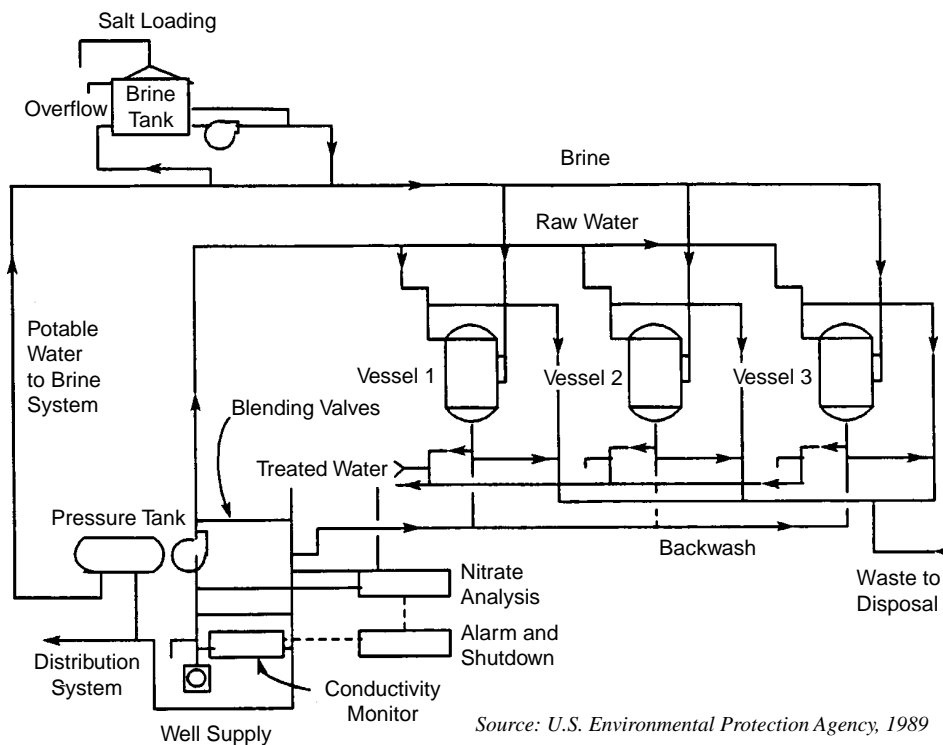 Salt Loading
Overflow
Brine
Tank
Brine
Raw Water
Potable
Water
to Brine
System
Vessel 1
Vessel 2
Vessel 3
Blending Valves
Treated Water
Pressure Tank
Backwash
Nitrate
Analysis
Waste to
Disposal
Alarm and
Shutdown
Distribution
System
Conductivity
Monitor
Well Supply
Source: U.S. Environmental Protection Agency, 1989